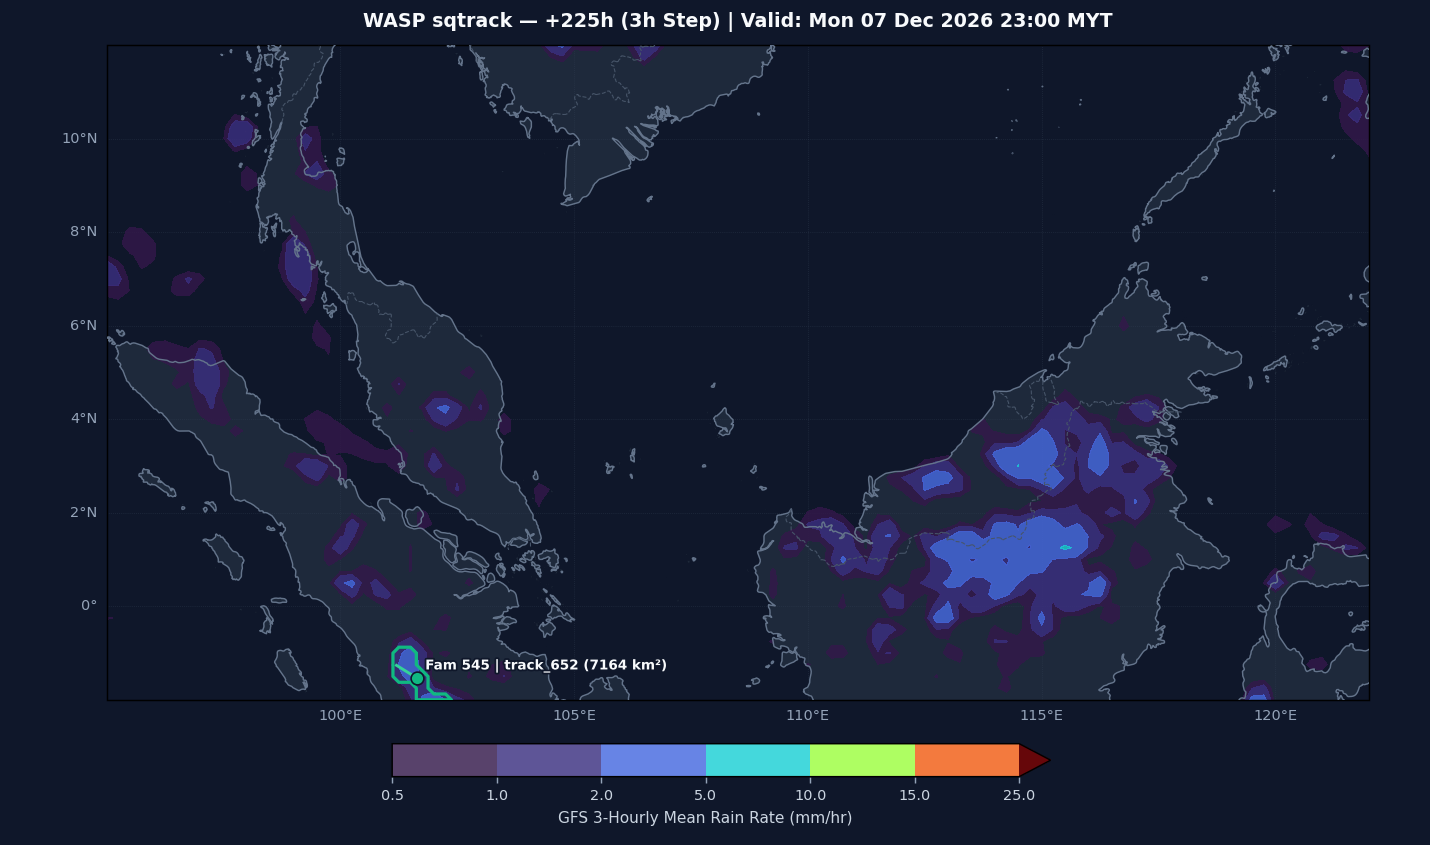 WASP sqtrack — +225h (3h Step) | Valid: Mon 07 Dec 2026 23:00 MYT
10°N
8°N
6°N
4°N
2°N
0°
Fam 545 | track_652 (7164 km²)
100°E 105°E 110°E 115°E 120°E
0.5 1.0 2.0 5.0 10.0 15.0 25.0
GFS 3-Hourly Mean Rain Rate (mm/hr)